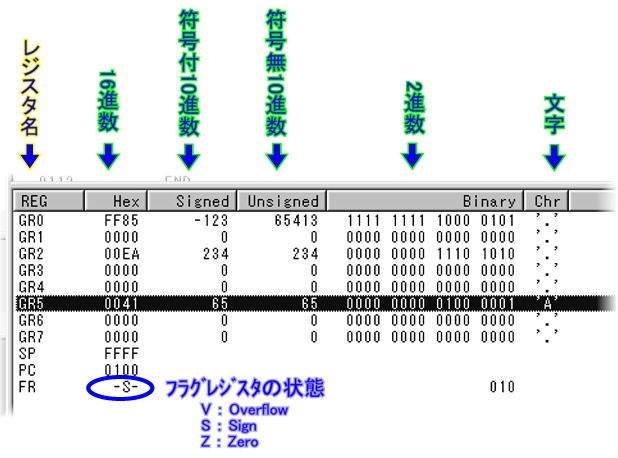 レジスタ名
16進数
符号付10進数
符号無10進数
2進数
文字
REG Hex Signed Unsigned Binary Chr
GR0 FF85 -123 65413 1111 1111 1000 0101 '.'
GR1 0000 0 0 0000 0000 0000 0000 '.'
GR2 00EA 234 234 0000 0000 1110 1010 '.'
GR3 0000 0 0 0000 0000 0000 0000 '.'
GR4 0000 0 0 0000 0000 0000 0000 '.'
GR5 0041 65 65 0000 0000 0100 0001 'A'
GR6 0000 0 0 0000 0000 0000 0000 '.'
GR7 0000 0 0 0000 0000 0000 0000 '.'
SP FFFF
PC 0100
FR -S- 010
フラグレジスタの状態
V : Overflow
S : Sign
Z : Zero